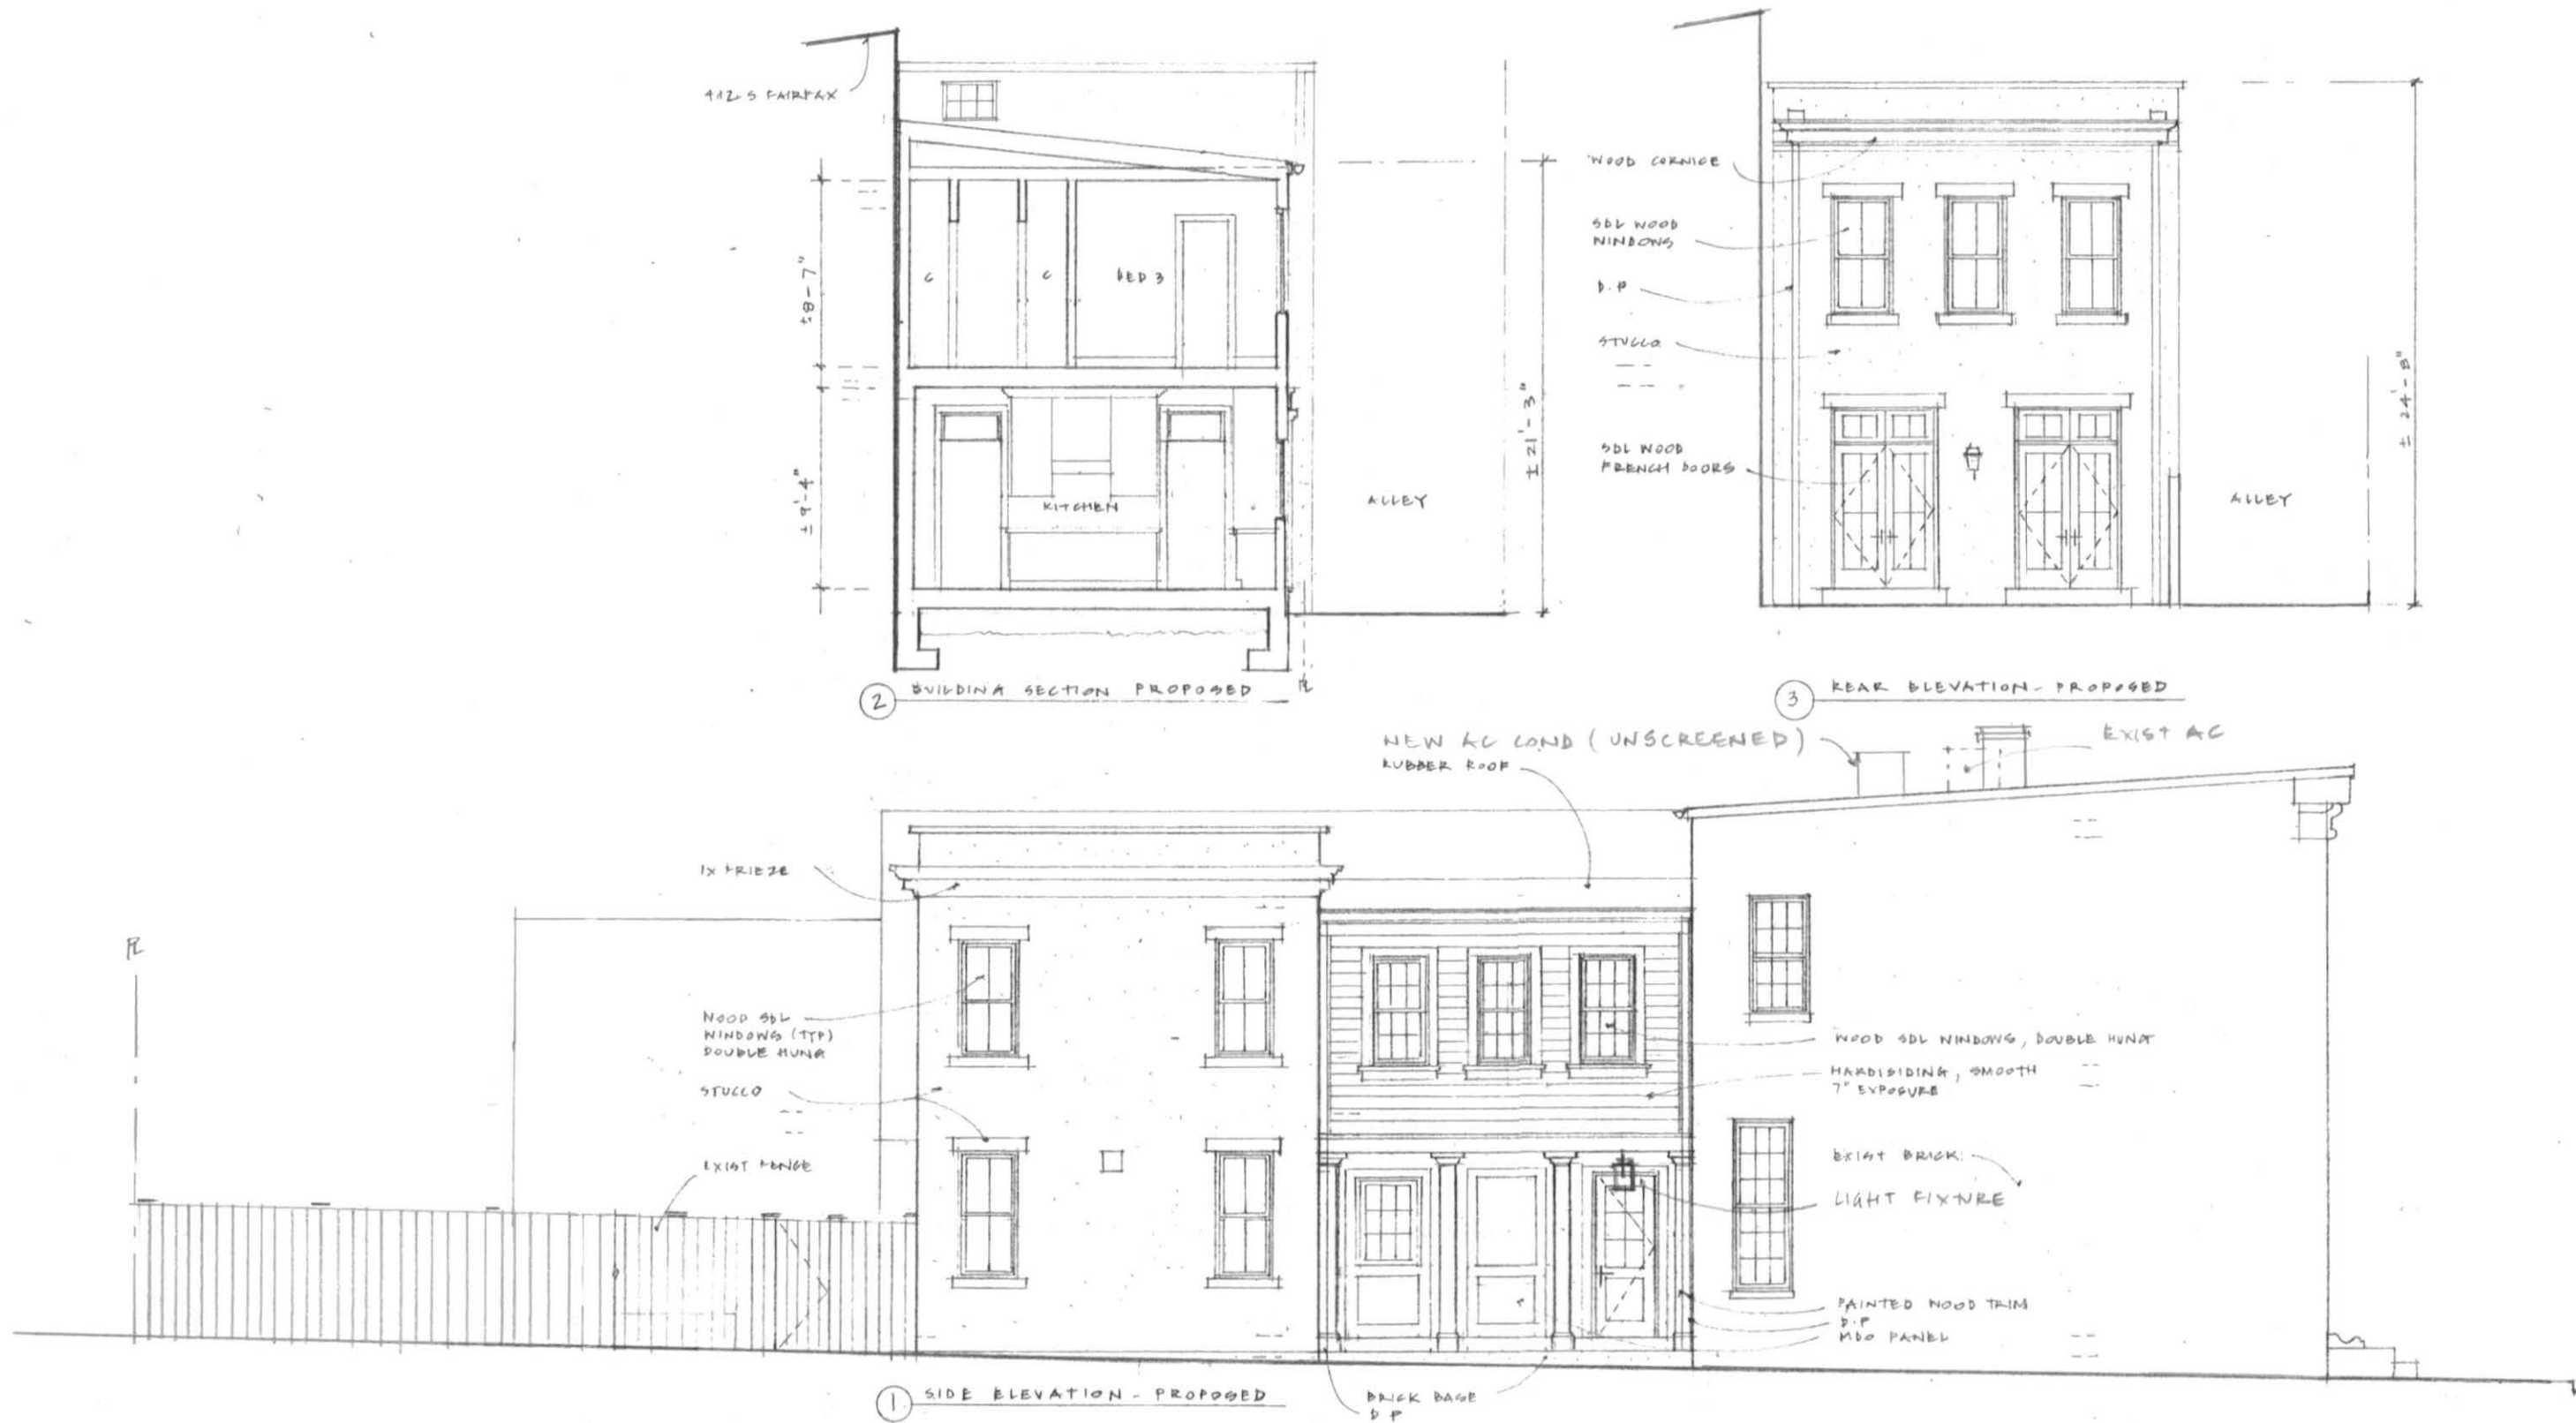 412 S FAIRFAX
±8'-7"
±9'-4"
C
C
BED 3
KITCHEN
ALLEY
±21'-3"
2 BUILDING SECTION PROPOSED
PL
WOOD CORNICE
SDL WOOD
WINDOWS
D.P
STUCCO
SDL WOOD
FRENCH DOORS
ALLEY
± 24'-8"
3 REAR ELEVATION - PROPOSED
NEW AC COND (UNSCREENED)
RUBBER ROOF
EXIST AC
1X FRIEZE
PL
WOOD SDL
WINDOWS (TYP)
DOUBLE HUNG
STUCCO
EXIST FENCE
WOOD SDL WINDOWS, DOUBLE HUNG
HARDISIDING, SMOOTH
7" EXPOSURE
EXIST BRICK
LIGHT FIXTURE
PAINTED WOOD TRIM
D.P
MDO PANEL
1 SIDE ELEVATION - PROPOSED
BRICK BASE
D P